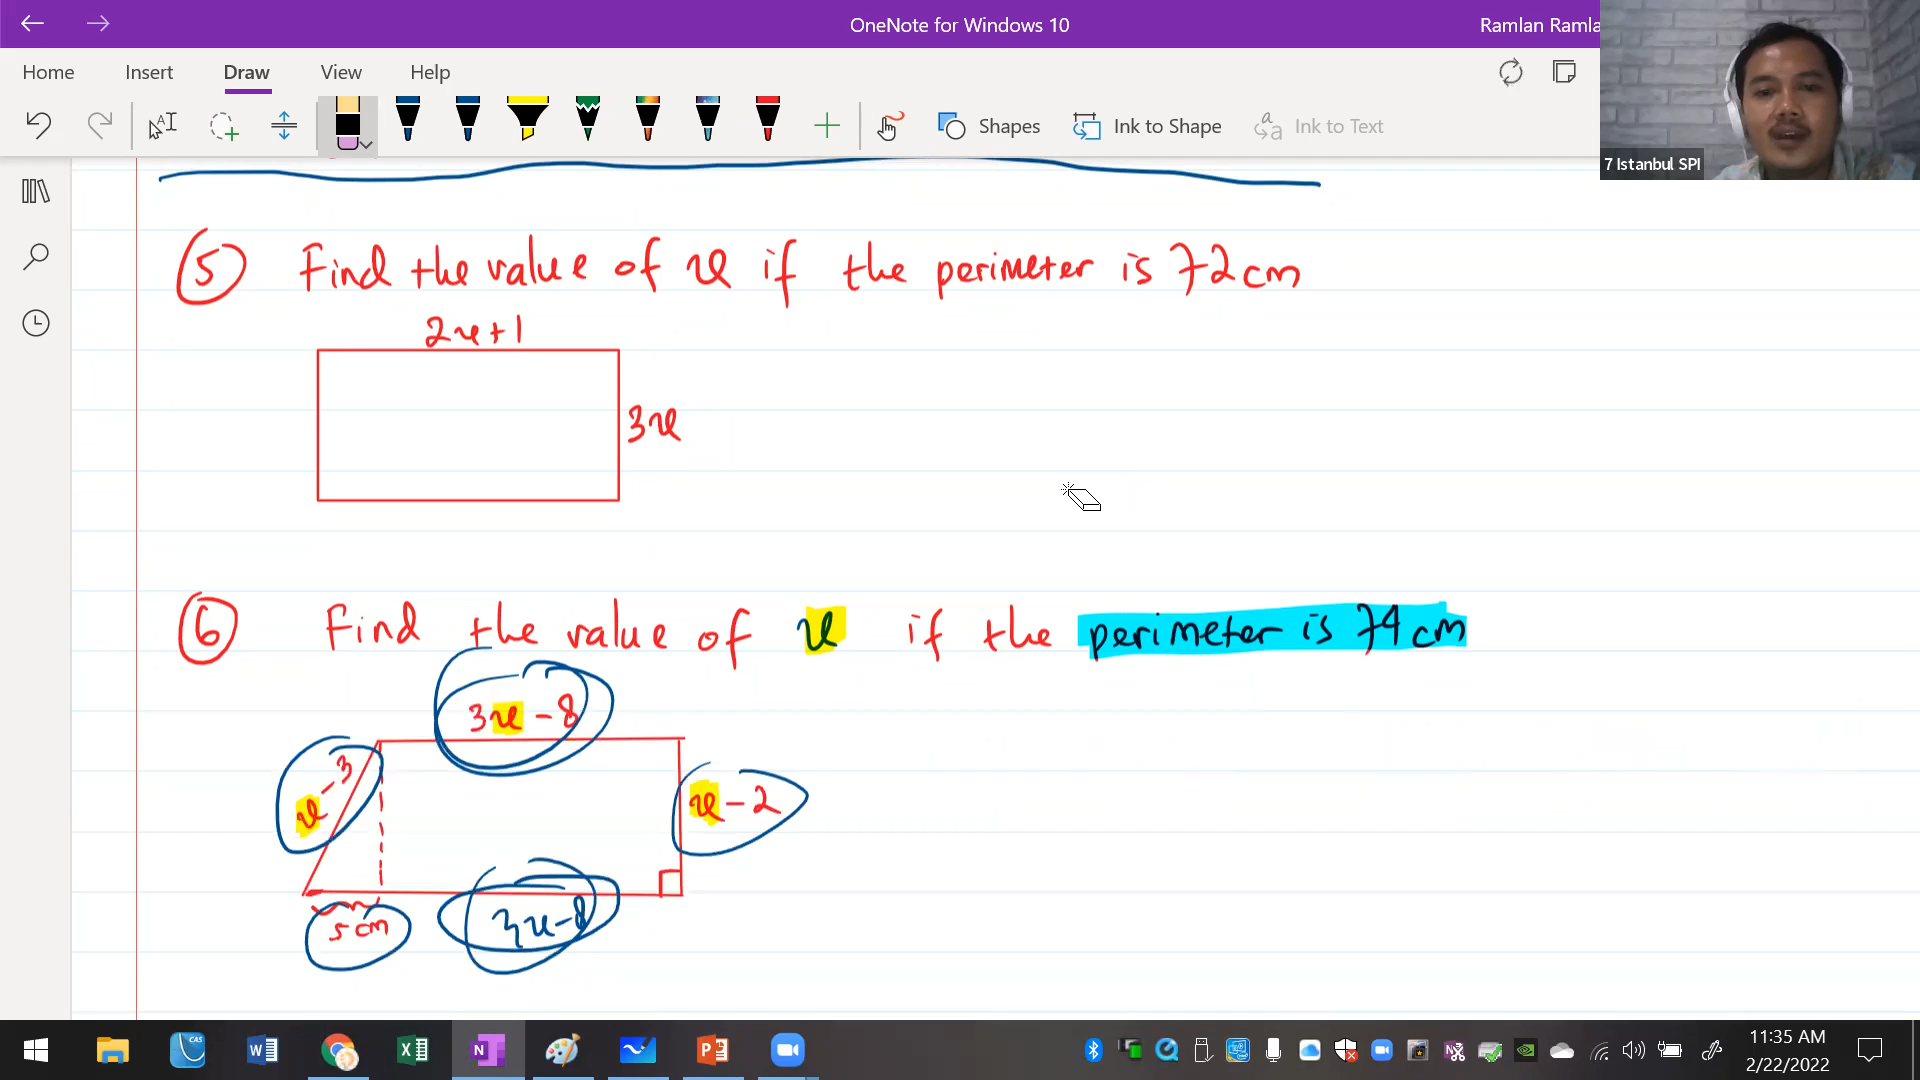 OneNote for Windows 10
Ramlan Ramla
Home Insert Draw View Help
Shapes Ink to Shape Ink to Text
7 Istanbul SPI
5 Find the value of x if the perimeter is 72cm
2x+1
3x
6 Find the value of x if the perimeter is 74cm
3x-8
x-3
x-2
5cm
3x-8
11:35 AM
2/22/2022